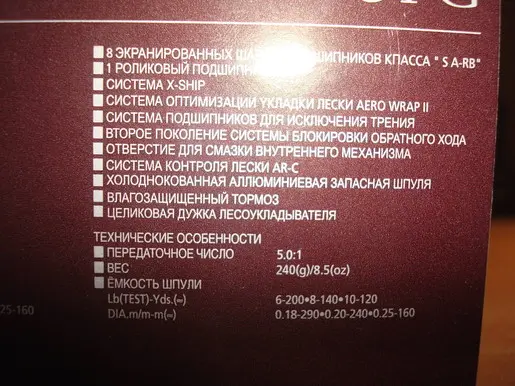 8 ЭКРАНИРОВАННЫХ ПОДШИПНИКОВ КЛАССА " S A-RB"
1 РОЛИКОВЫЙ ПОДШИПНИК
СИСТЕМА X-SHIP
СИСТЕМА ОПТИМИЗАЦИИ УКЛАДКИ ЛЕСКИ AERO WRAP II
СИСТЕМА ПОДШИПНИКОВ ДЛЯ ИСКЛЮЧЕНИЯ ТРЕНИЯ
ВТОРОЕ ПОКОЛЕНИЕ СИСТЕМЫ БЛОКИРОВКИ ОБРАТНОГО ХОДА
ОТВЕРСТИЕ ДЛЯ СМАЗКИ ВНУТРЕННЕГО МЕХАНИЗМА
СИСТЕМА КОНТРОЛЯ ЛЕСКИ AR-C
ХОЛОДНОКОВАННАЯ АЛЛЮМИНИЕВАЯ ЗАПАСНАЯ ШПУЛЯ
ВЛАГОЗАЩИЩЕННЫЙ ТОРМОЗ
ЦЕЛИКОВАЯ ДУЖКА ЛЕСОУКЛАДЫВАТЕЛЯ
ТЕХНИЧЕСКИЕ ОСОБЕННОСТИ
ПЕРЕДАТОЧНОЕ ЧИСЛО 5.0:1
ВЕС 240(g)/8.5(oz)
ЁМКОСТЬ ШПУЛИ
Lb(TEST)-Yds.(∞) 6-200•8-140•10-120
DIA.m/m-m(∞) 0.18-290•0.20-240•0.25-160
0.25-160